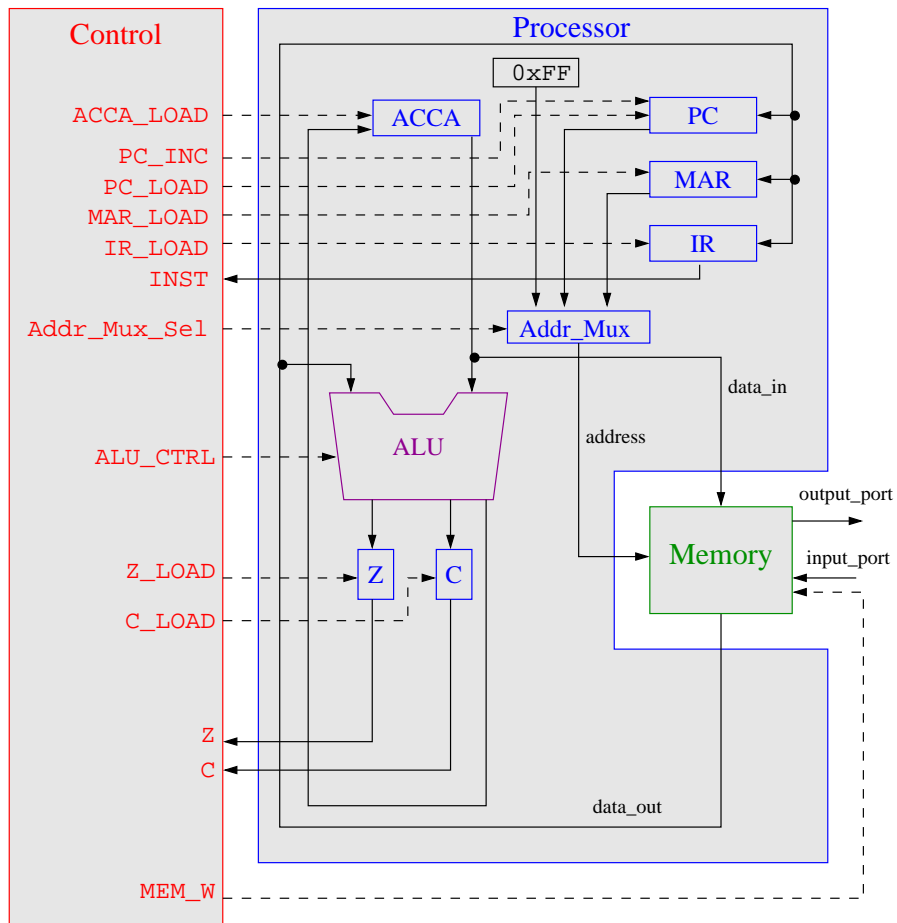 Control
Processor
0xFF
ACCA_LOAD
ACCA
PC
PC_INC
PC_LOAD
MAR
MAR_LOAD
IR_LOAD
IR
INST
Addr_Mux_Sel
Addr_Mux
data_in
address
ALU
ALU_CTRL
output_port
Memory
input_port
Z_LOAD
Z
C
C_LOAD
Z
C
data_out
MEM_W